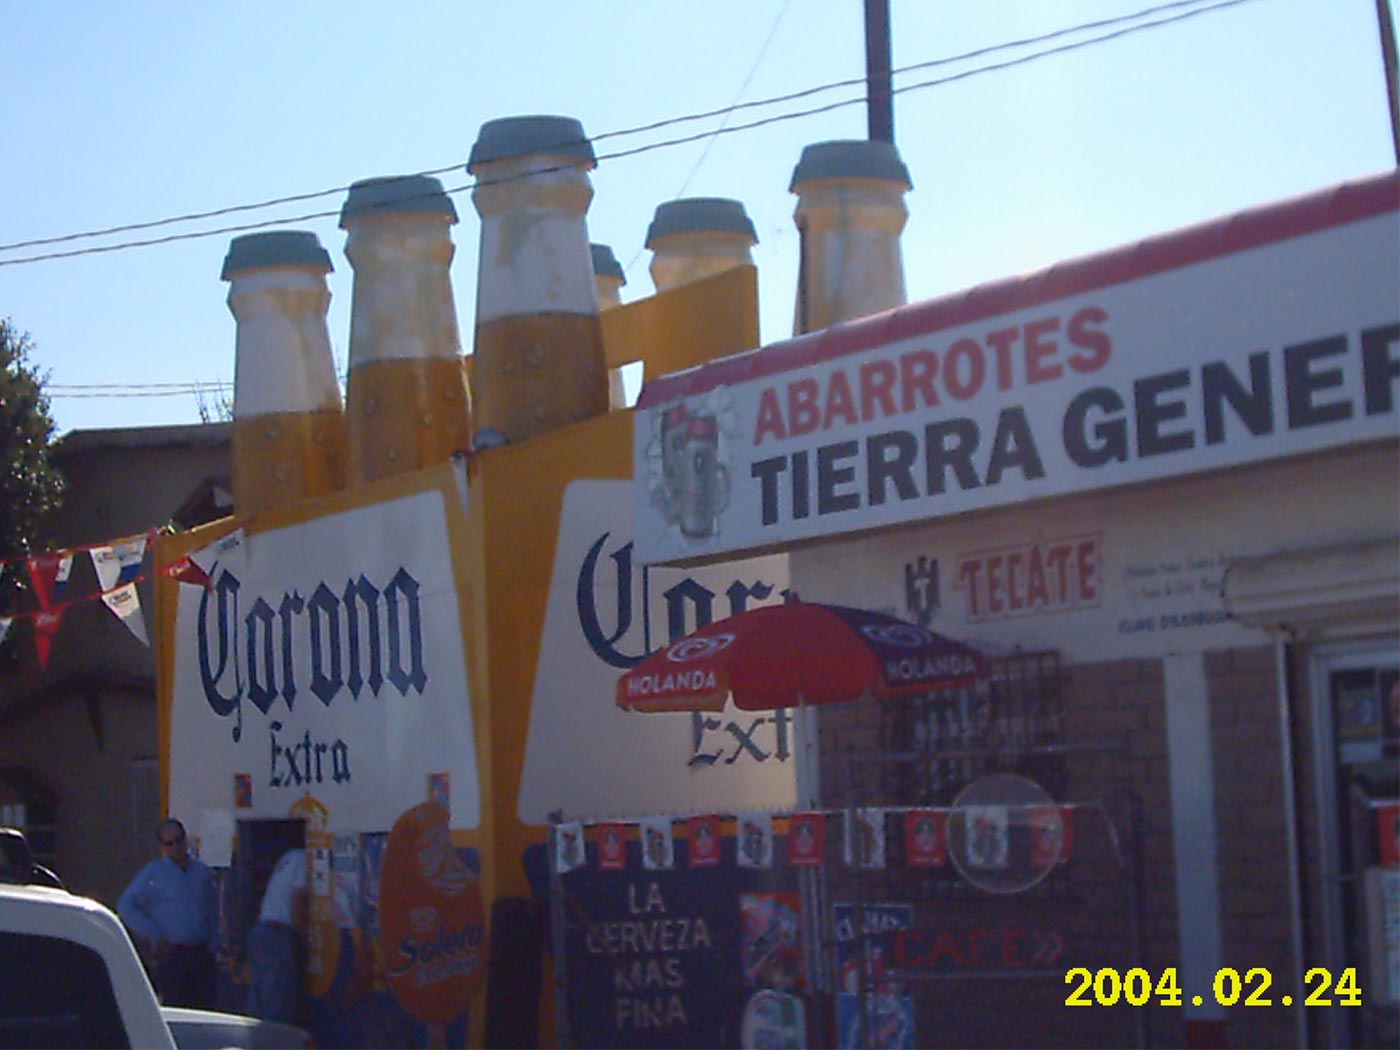 ABARROTES
TIERRA GENER
TECATE
Corona
Extra
Cor
Ext
HOLANDA
HOLANDA
Solero
LA
CERVEZA
MAS
FINA
CAFE »
2004.02.24